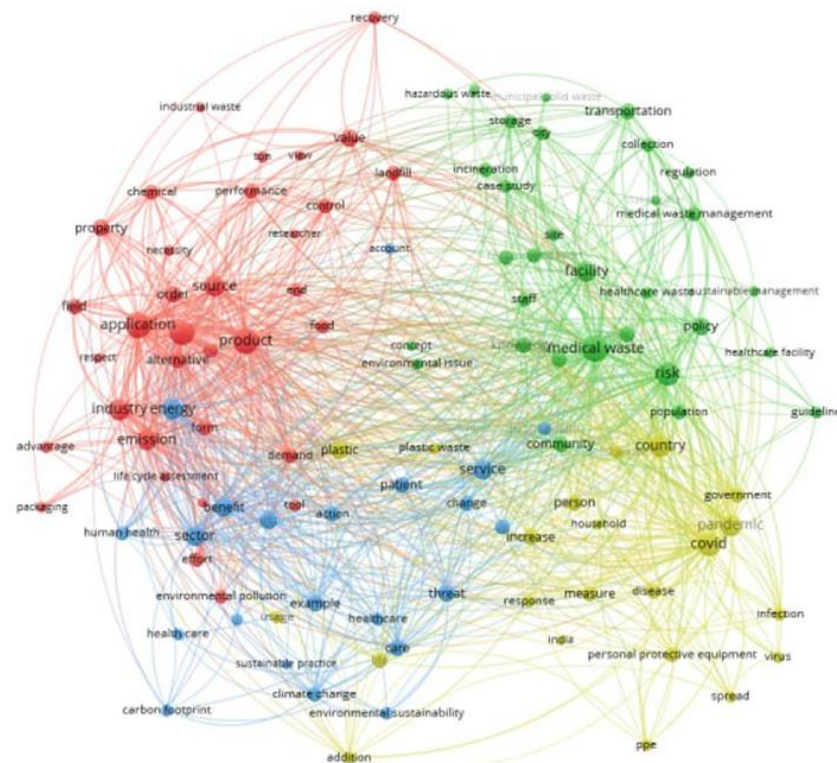 recovery
hazardous waste
municipal solid waste
industrial waste
transportation
storage
city
value
collection
spa
view
incineration
landfill
regulation
case study
chemical
performance
control
medical waste management
property
researcher
site
necessity
account
facility
source
order
end
healthcare waste
sustainable management
staff
field
application
food
policy
product
concept
medical waste
respect
alternative
environmental issue
healthcare facility
risk
industry
energy
population
guideline
form
emission
community
country
advantage
plastic
plastic waste
demand
service
life cycle assessment
patient
government
packaging
benefit
tool
change
person
action
household
pandemic
human health
sector
increase
covid
effort
environmental pollution
example
threat
response
measure
disease
usage
healthcare
infection
health care
care
india
personal protective equipment
virus
sustainable practice
climate change
spread
carbon footprint
environmental sustainability
ppe
addition